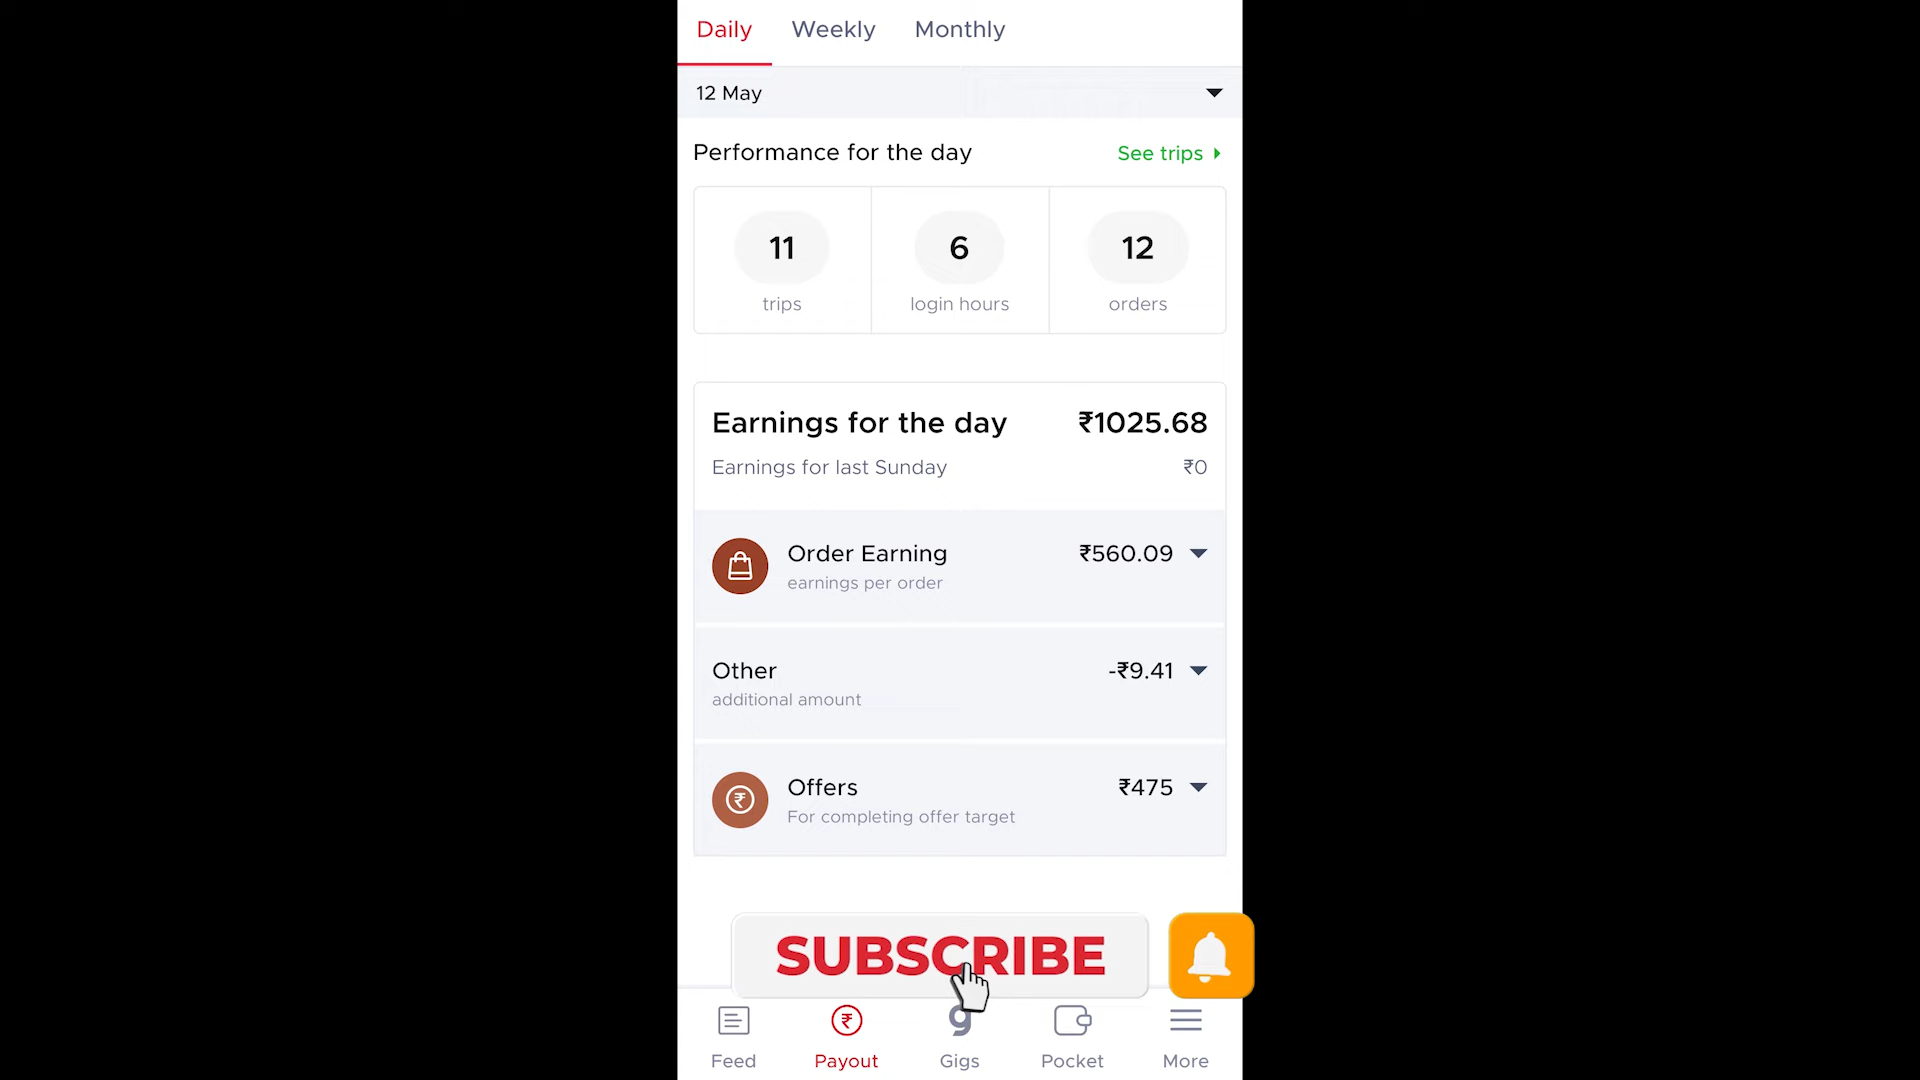 Daily Weekly Monthly
12 May
Performance for the day See trips
11 6 12
trips login hours orders
Earnings for the day ₹1025.68
Earnings for last Sunday ₹0
Order Earning ₹560.09
earnings per order
Other -₹9.41
additional amount
Offers ₹475
For completing offer target
SUBSCRIBE
Feed Payout Gigs Pocket More